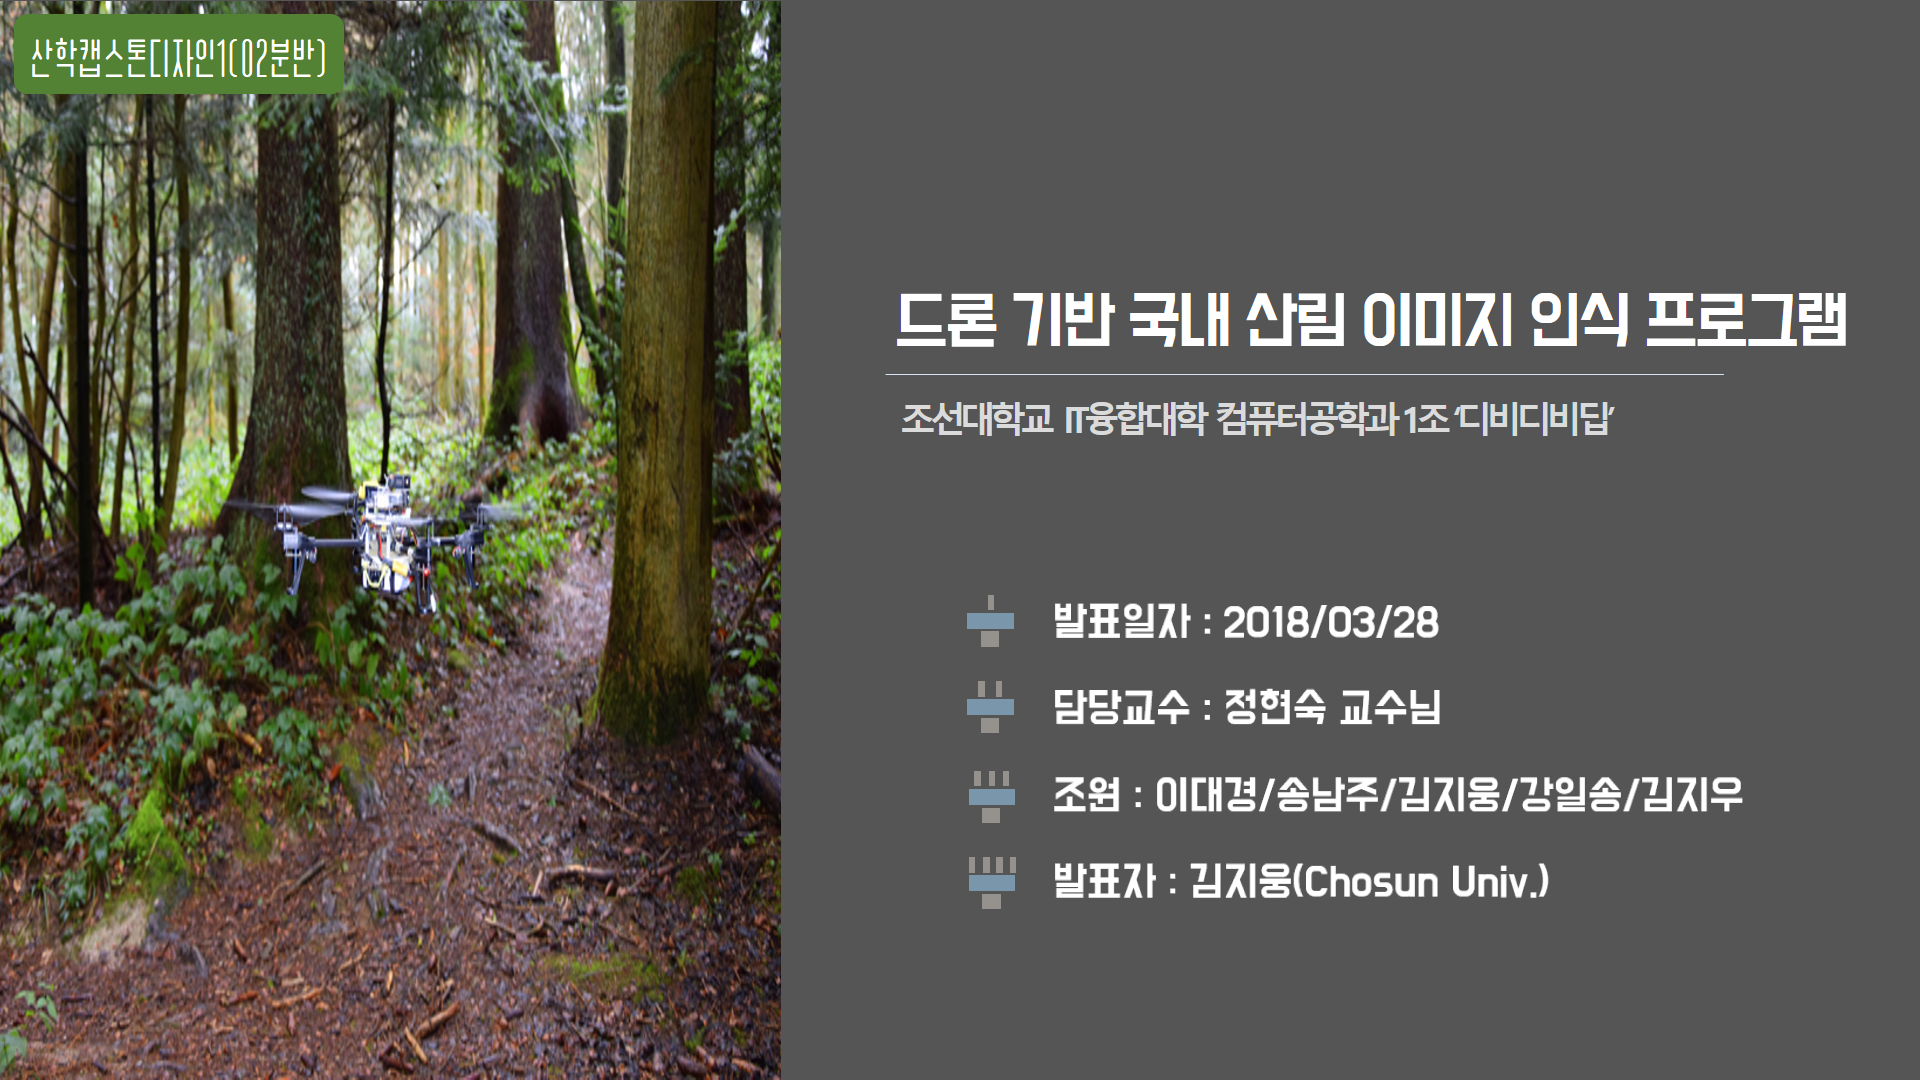 산학캡스톤디자인1(02분반)
드론 기반 국내 산림 이미지 인식 프로그램
조선대학교 IT융합대학 컴퓨터공학과 1조 ‘디비디비딥’
발표일자 : 2018/03/28
담당교수 : 정현숙 교수님
조원 : 이대경/송남주/김지웅/강일송/김지우
발표자 : 김지웅(Chosun Univ.)